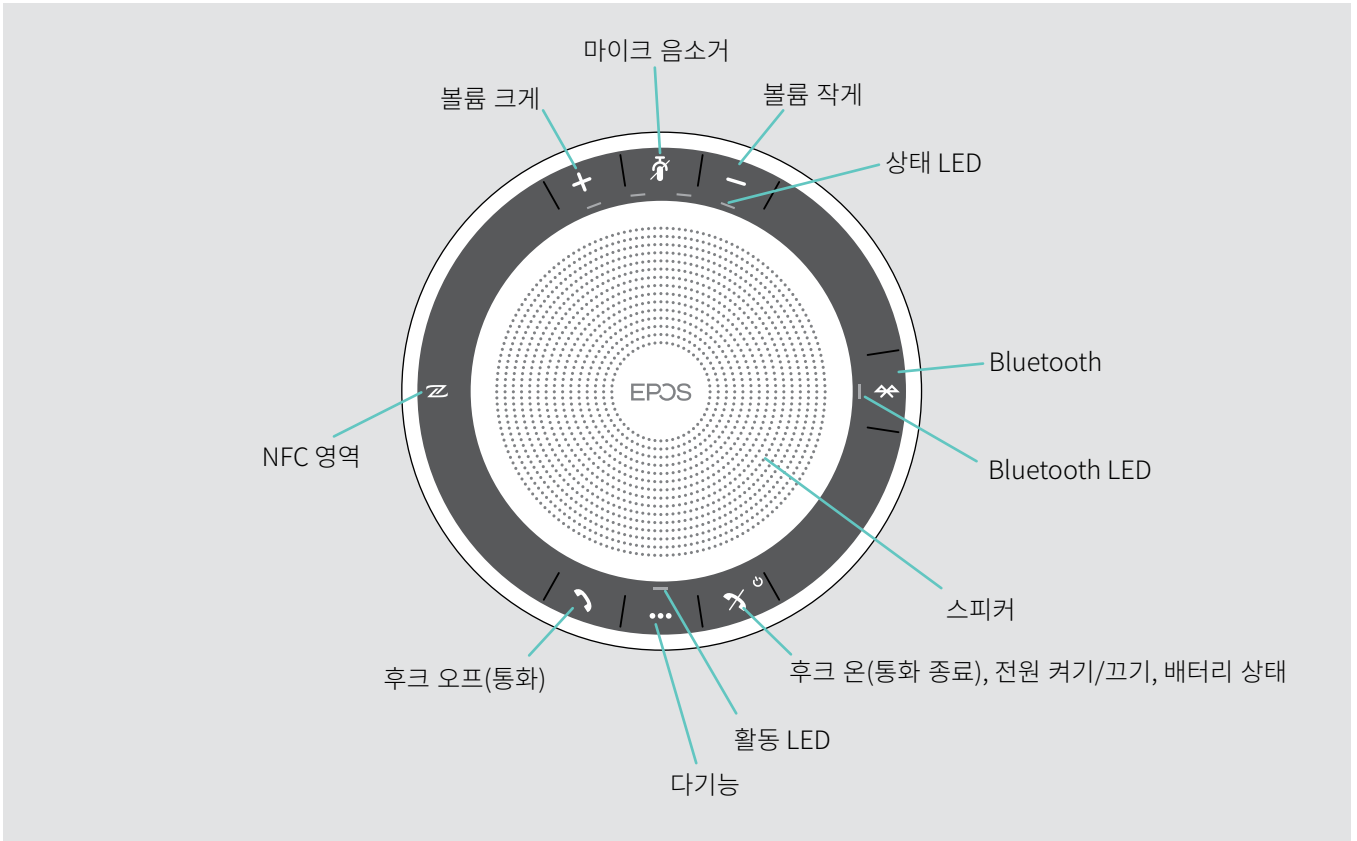 마이크 음소거
볼륨 크게
볼륨 작게
상태 LED
Bluetooth
EPOS
NFC 영역
Bluetooth LED
스피커
후크 오프(통화)
후크 온(통화 종료), 전원 켜기/끄기, 배터리 상태
활동 LED
다기능